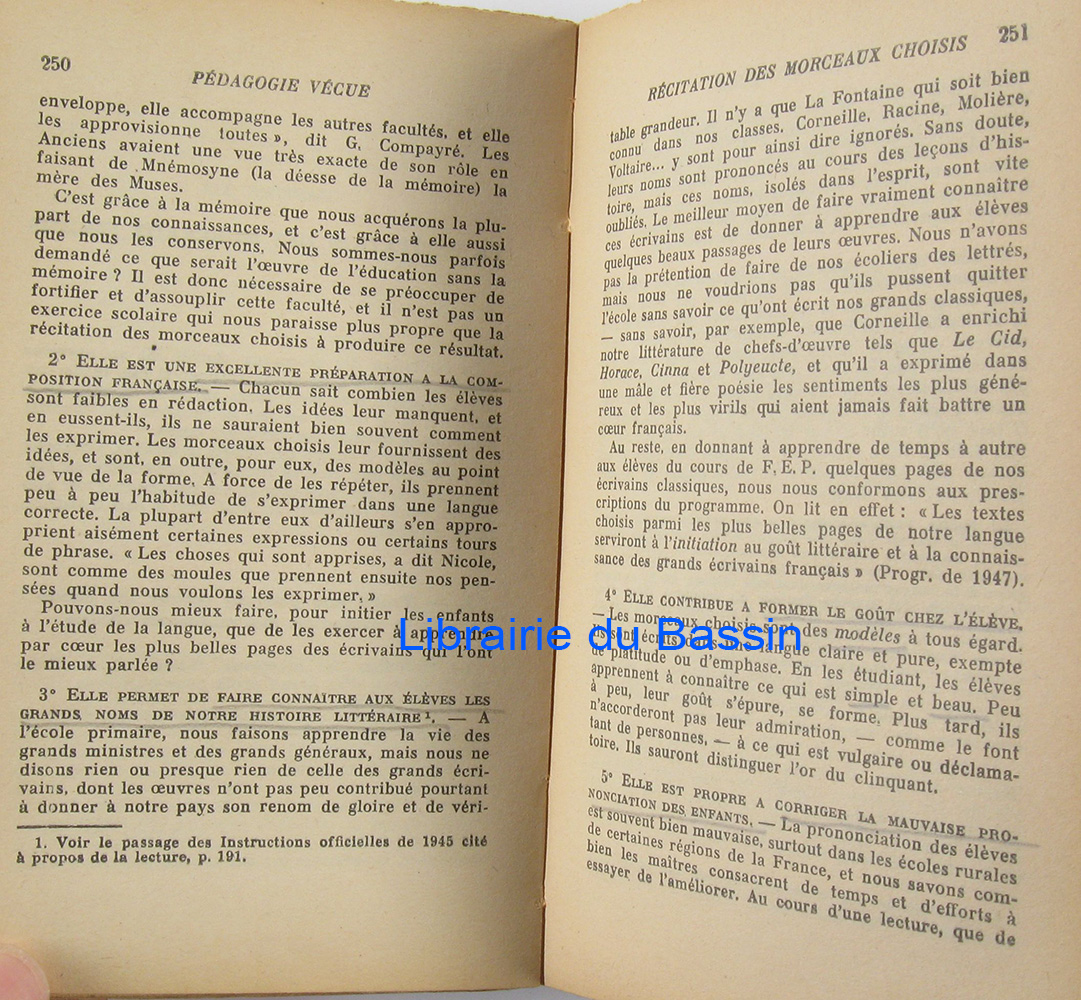 250
PÉDAGOGIE VÉCUE
enveloppe, elle accompagne les autres facultés, et elle
les approvisionne toutes », dit G. Compayré. Les
Anciens avaient une vue très exacte de son rôle en
faisant de Mnémosyne (la déesse de la mémoire) la
mère des Muses.
C'est grâce à la mémoire que nous acquérons la plu-
part de nos connaissances, et c'est grâce à elle aussi
que nous les conservons. Nous sommes-nous parfois
demandé ce que serait l'œuvre de l'éducation sans la
mémoire ? Il est donc nécessaire de se préoccuper de
fortifier et d'assouplir cette faculté, et il n'est pas un
exercice scolaire qui nous paraisse plus propre que la
récitation des morceaux choisis à produire ce résultat.
2° ELLE EST UNE EXCELLENTE PRÉPARATION A LA COM-
POSITION FRANÇAISE. — Chacun sait combien les élèves
sont faibles en rédaction. Les idées leur manquent, et
en eussent-ils, ils ne sauraient bien souvent comment
les exprimer. Les morceaux choisis leur fournissent des
idées, et sont, en outre, pour eux, des modèles au point
de vue de la forme. A force de les répéter, ils prennent
peu à peu l'habitude de s'exprimer dans une langue
correcte. La plupart d'entre eux d'ailleurs s'en appro-
prient aisément certaines expressions ou certains tours
de phrase. « Les choses qui sont apprises, a dit Nicole,
sont comme des moules que prennent ensuite nos pen-
sées quand nous voulons les exprimer. »
Pouvons-nous mieux faire, pour initier les enfants
à l'étude de la langue, que de les exercer à apprendre
par cœur les plus belles pages des écrivains qui l'ont
le mieux parlée ?
3° ELLE PERMET DE FAIRE CONNAÎTRE AUX ÉLÈVES LES
GRANDS NOMS DE NOTRE HISTOIRE LITTÉRAIRE¹. — A
l'école primaire, nous faisons apprendre la vie des
grands ministres et des grands généraux, mais nous ne
disons rien ou presque rien de celle des grands écri-
vains, dont les œuvres n'ont pas peu contribué pourtant
à donner à notre pays son renom de gloire et de véri-
1. Voir le passage des Instructions officielles de 1945 cité
à propos de la lecture, p. 191.
RÉCITATION DES MORCEAUX CHOISIS 251
table grandeur. Il n'y a que La Fontaine qui soit bien
connu dans nos classes. Corneille, Racine, Molière,
Voltaire... y sont pour ainsi dire ignorés. Sans doute,
leurs noms sont prononcés au cours des leçons d'his-
toire, mais ces noms, isolés dans l'esprit, sont vite
oubliés. Le meilleur moyen de faire vraiment connaître
ces écrivains est de donner à apprendre aux élèves
quelques beaux passages de leurs œuvres. Nous n'avons
pas la prétention de faire de nos écoliers des lettrés,
mais nous ne voudrions pas qu'ils pussent quitter
l'école sans savoir ce qu'ont écrit nos grands classiques,
— sans savoir, par exemple, que Corneille a enrichi
notre littérature de chefs-d'œuvre tels que Le Cid,
Horace, Cinna et Polyeucte, et qu'il a exprimé dans
une mâle et fière poésie les sentiments les plus géné-
reux et les plus virils qui aient jamais fait battre un
cœur français.
Au reste, en donnant à apprendre de temps à autre
aux élèves du cours de F. E. P. quelques pages de nos
écrivains classiques, nous nous conformons aux pres-
criptions du programme. On lit en effet : « Les textes
choisis parmi les plus belles pages de notre langue
serviront à l'initiation au goût littéraire et à la connais-
sance des grands écrivains français » (Progr. de 1947).
4° ELLE CONTRIBUE A FORMER LE GOÛT CHEZ L'ÉLÈVE.
— Les morceaux choisis sont des modèles à tous égard.
Ils sont écrits dans une langue claire et pure, exempte
de platitude ou d'emphase. En les étudiant, les élèves
apprennent à connaître ce qui est simple et beau. Peu
à peu, leur goût s'épure, se forme. Plus tard, ils
n'accorderont pas leur admiration, — comme le font
tant de personnes, — à ce qui est vulgaire ou déclama-
toire. Ils sauront distinguer l'or du clinquant.
5° ELLE EST PROPRE A CORRIGER LA MAUVAISE PRO-
NONCIATION DES ENFANTS. — La prononciation des élèves
est souvent bien mauvaise, surtout dans les écoles rurales
de certaines régions de la France, et nous savons com-
bien les maîtres consacrent de temps et d'efforts à
essayer de l'améliorer. Au cours d'une lecture, que de
Librairie du Bassin